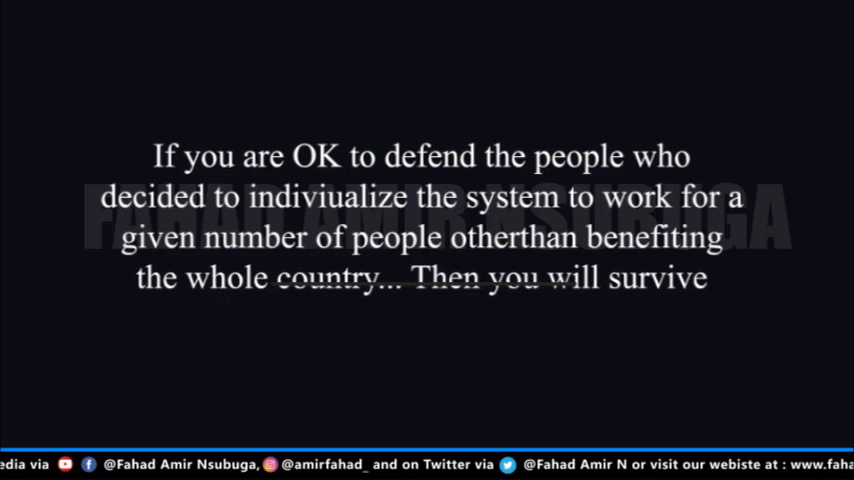 If you are OK to defend the people who
decided to indiviualize the system to work for a
given number of people otherthan benefiting
the whole country... Then you will survive
FAHAD AMIR NSUBUGA
edia via @Fahad Amir Nsubuga, @amirfahad_ and on Twitter via @Fahad Amir N or visit our webiste at : www.faha